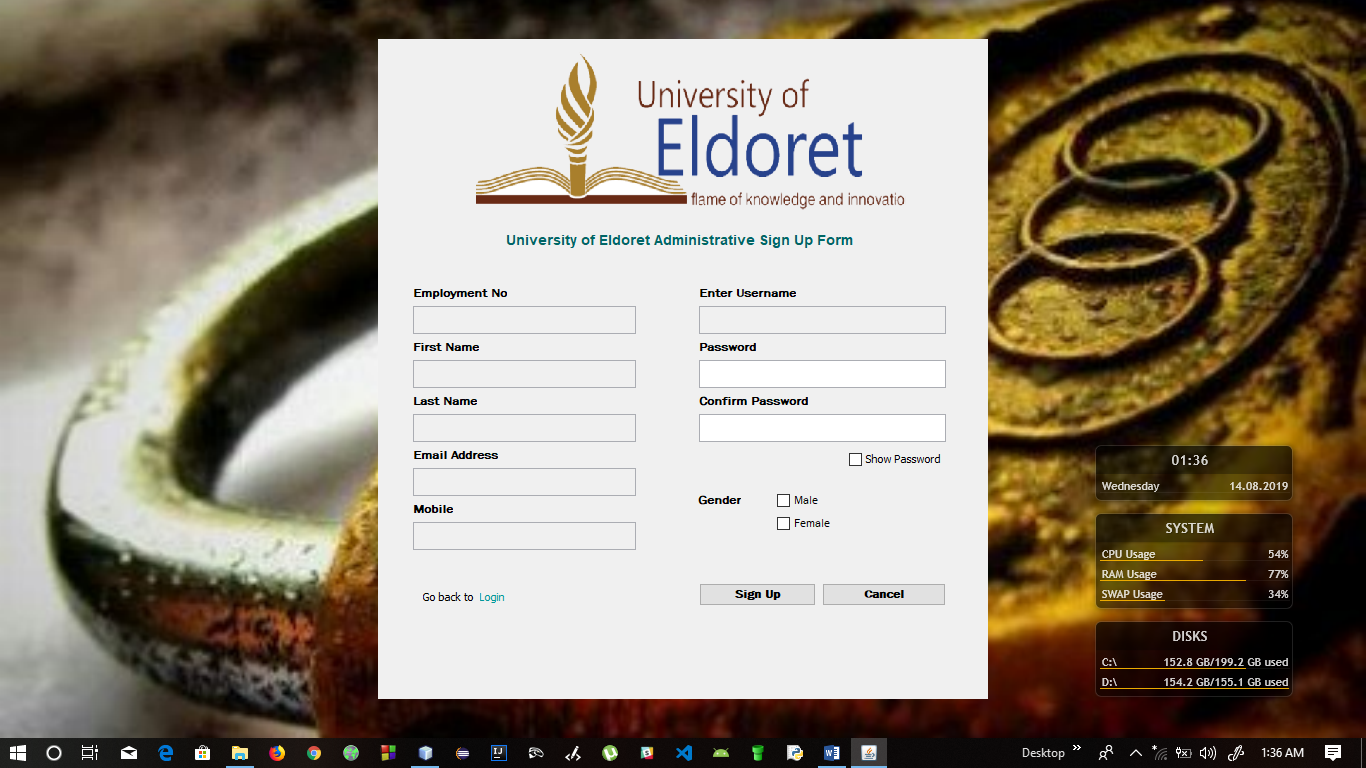 University of
Eldoret
flame of knowledge and innovatio
University of Eldoret Administrative Sign Up Form
Employment No
First Name
Last Name
Email Address
Mobile
Go back to Login
Enter Username
Password
Confirm Password
Show Password
Gender
Male
Female
Sign Up
Cancel
01:36
Wednesday 14.08.2019
SYSTEM
CPU Usage 54%
RAM Usage 77%
SWAP Usage 34%
DISKS
C:\ 152.8 GB/199.2 GB used
D:\ 154.2 GB/155.1 GB used
Desktop » 1:36 AM